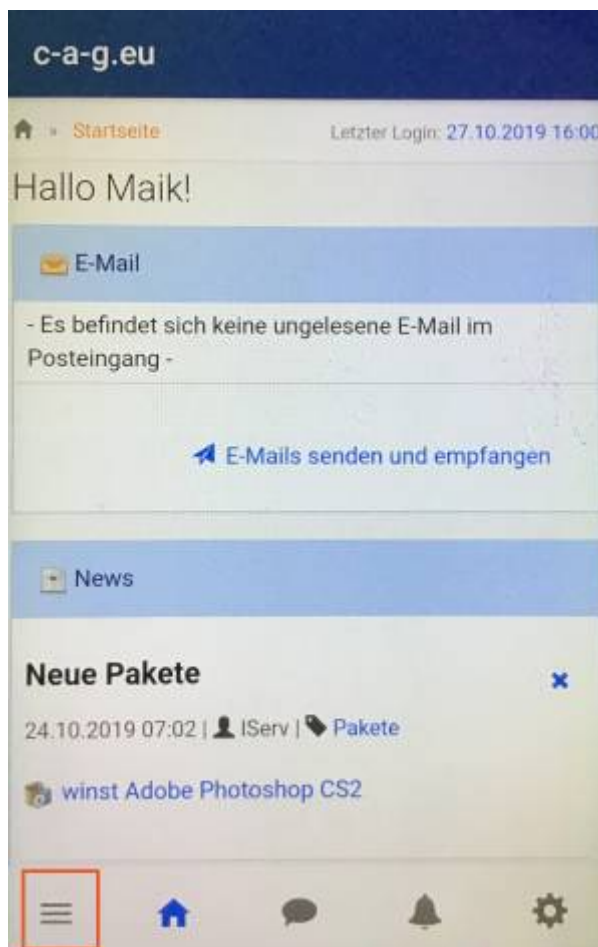 c-a-g.eu
» Startseite
Letzter Login: 27.10.2019 16:00
Hallo Maik!
E-Mail
- Es befindet sich keine ungelesene E-Mail im
Posteingang -
E-Mails senden und empfangen
News
Neue Pakete
24.10.2019 07:02 | IServ | Pakete
winst Adobe Photoshop CS2